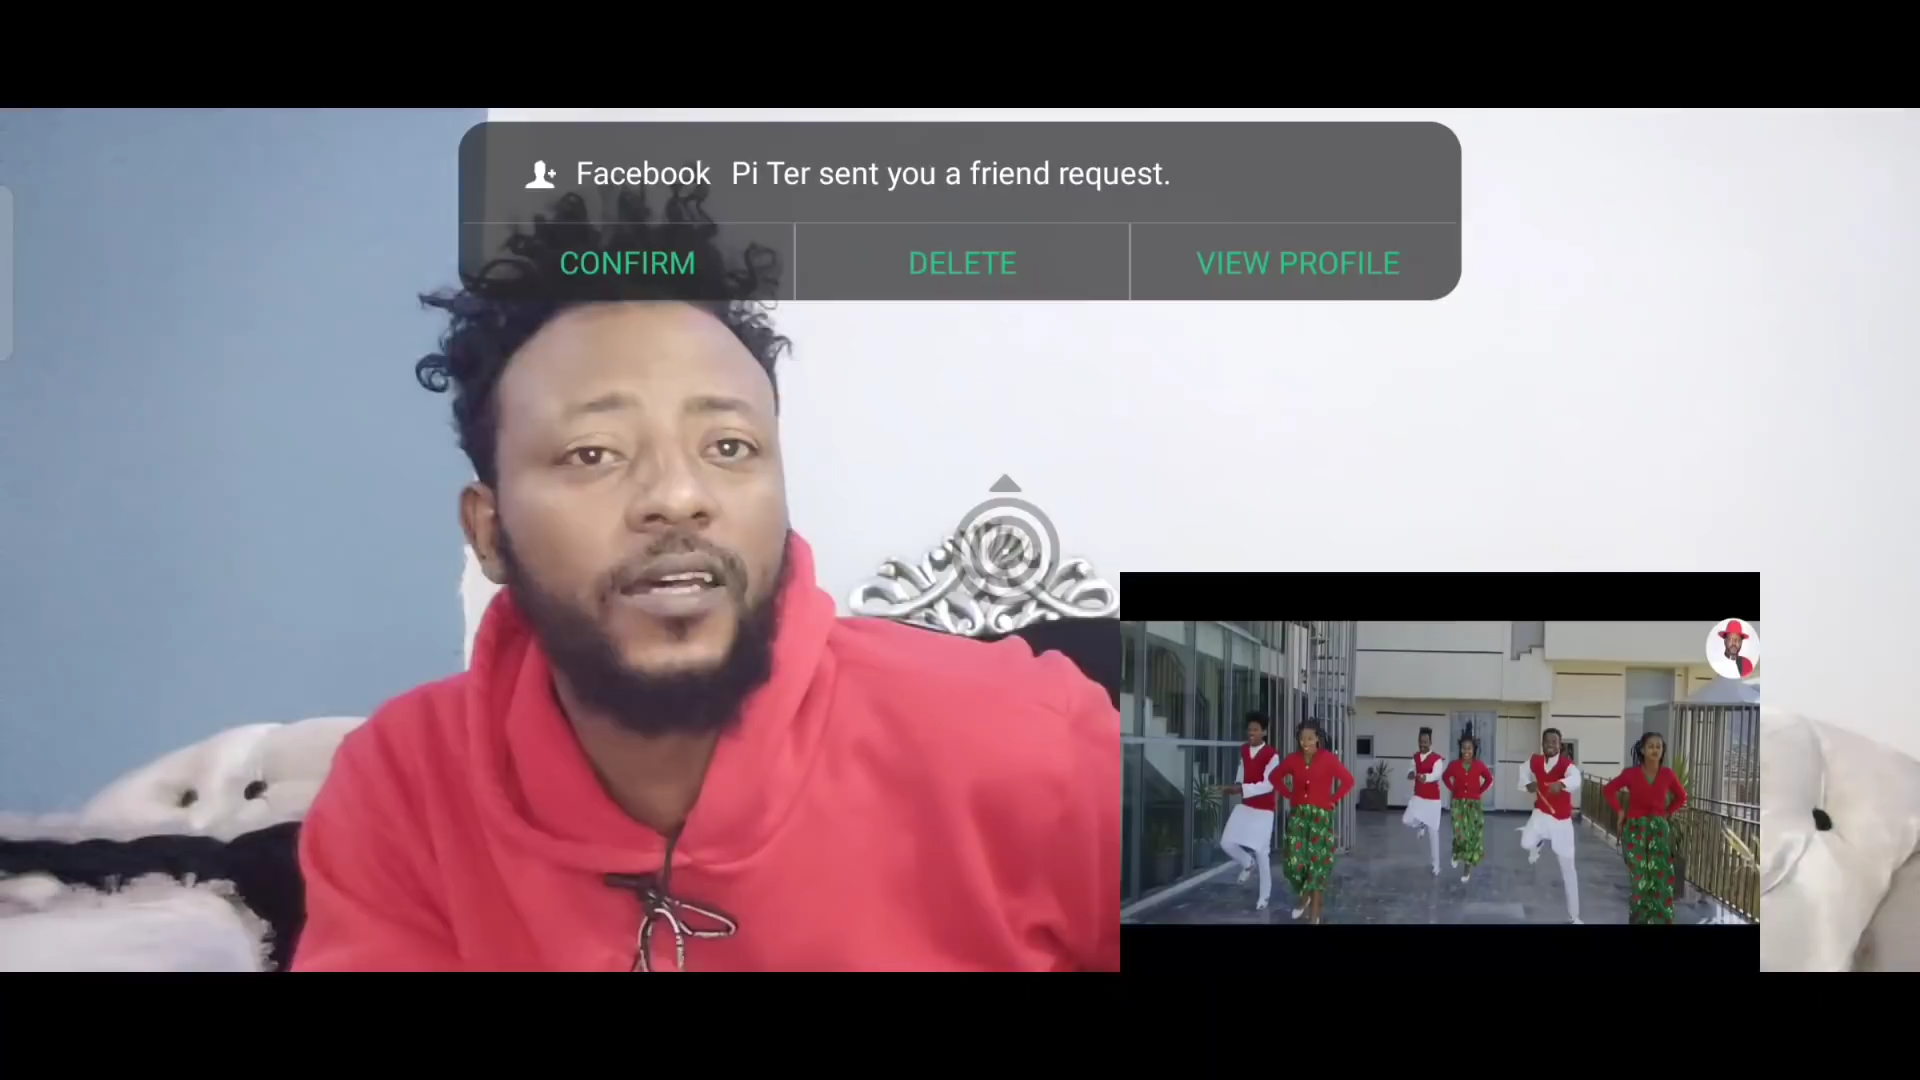 Facebook Pi Ter sent you a friend request.
CONFIRM DELETE VIEW PROFILE